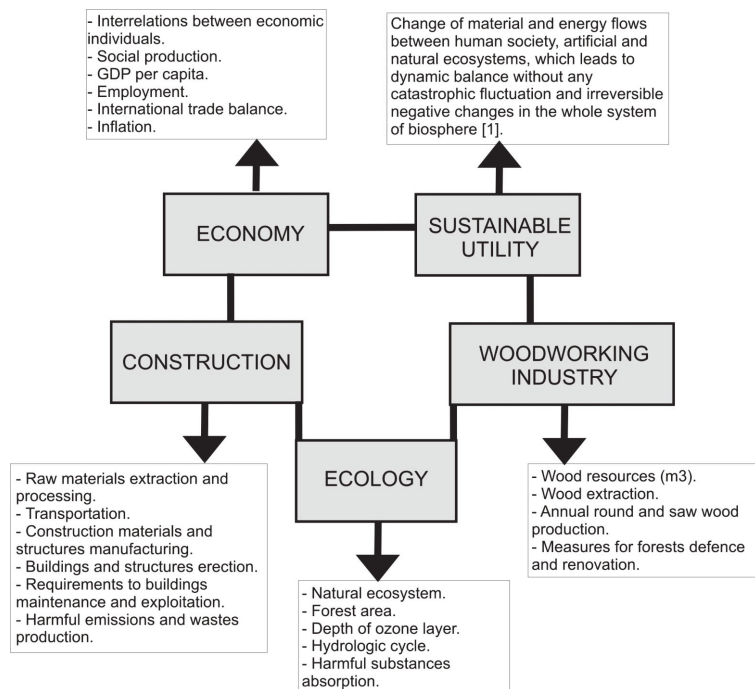 - Interrelations between economic
individuals.
- Social production.
- GDP per capita.
- Employment.
- International trade balance.
- Inflation.
Change of material and energy flows
between human society, artificial and
natural ecosystems, which leads to
dynamic balance without any
catastrophic fluctuation and irreversible
negative changes in the whole system
of biosphere [1].
ECONOMY
SUSTAINABLE
UTILITY
CONSTRUCTION
WOODWORKING
INDUSTRY
ECOLOGY
- Raw materials extraction and
processing.
- Transportation.
- Construction materials and
structures manufacturing.
- Buildings and structures erection.
- Requirements to buildings
maintenance and exploitation.
- Harmful emissions and wastes
production.
- Wood resources (m3).
- Wood extraction.
- Annual round and saw wood
production.
- Measures for forests defence
and renovation.
- Natural ecosystem.
- Forest area.
- Depth of ozone layer.
- Hydrologic cycle.
- Harmful substances
absorption.